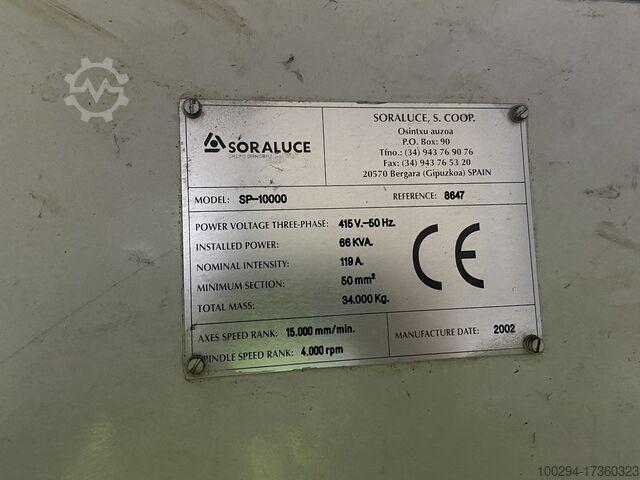 SORALUCE
GRUPO DANOBAT
SORALUCE, S. COOP.
Osintxu auzoa
P.O. Box: 90
Tfno.: (34) 943 76 90 76
Fax: (34) 943 76 53 20
20570 Bergara (Gipuzkoa) SPAIN
MODEL: SP-10000 REFERENCE: 8647
POWER VOLTAGE THREE-PHASE: 415 V.-50 Hz.
INSTALLED POWER: 66 KVA.
NOMINAL INTENSITY: 119 A.
MINIMUM SECTION: 50 mm²
TOTAL MASS: 34.000 Kg.
CE
AXES SPEED RANK: 15.000 mm/min.
SPINDLE SPEED RANK: 4.000 rpm
MANUFACTURE DATE: 2002
100294-17360323